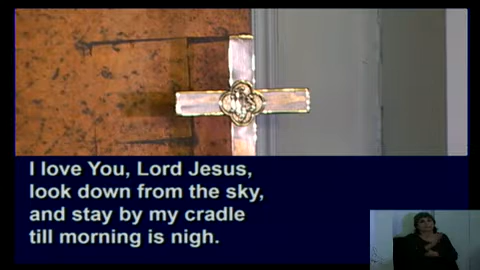 I love You, Lord Jesus,
look down from the sky,
and stay by my cradle
till morning is nigh.